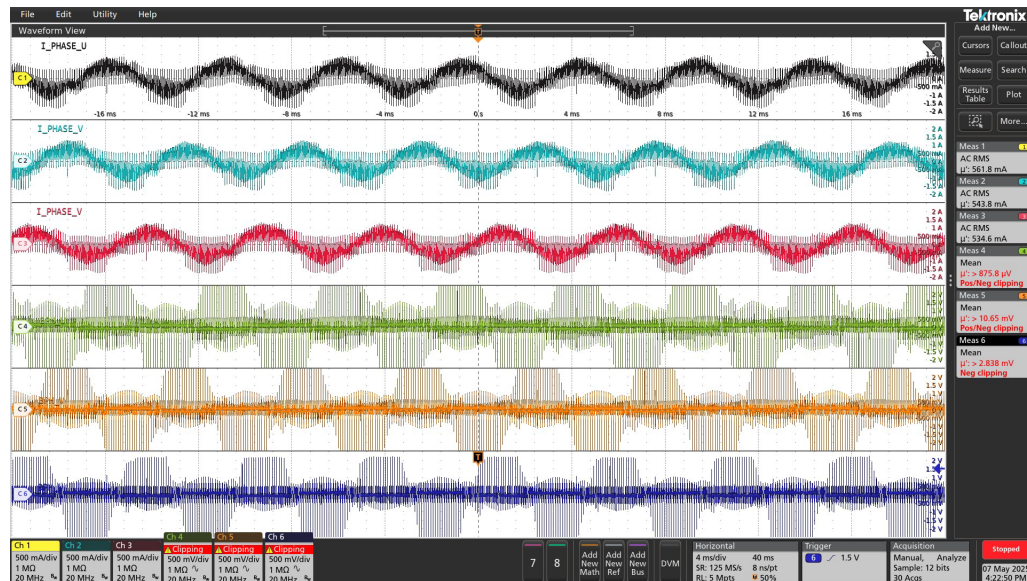 File Edit Utility Help
Tektronix
Waveform View
Add New...
I_PHASE_U
Cursors Callout
Measure Search
Results Table Plot
More...
C 1
-500 mA
-1 A
-1.5 A
-2 A
-16 ms -12 ms -8 ms -4 ms 0 s 4 ms 8 ms 12 ms 16 ms
I_PHASE_V
2 A
1.5 A
1 A
C 2
-2 A
I_PHASE_V
2 A
1.5 A
1 A
C 3
-1.5 A
-2 A
C 4
-1 V
-1.5 V
-2 V
2 V
1.5 V
C 5
-1 V
-1.5 V
T
2 V
C 6
-1 V
-1.5 V
-2 V
Meas 1 1
AC RMS
µ': 561.8 mA
Meas 2 2
AC RMS
µ': 543.8 mA
Meas 3 3
AC RMS
µ': 534.6 mA
Meas 4 4
Mean
µ': > 875.8 µV
Pos/Neg clipping
Meas 5 5
Mean
µ': > 10.65 mV
Pos/Neg clipping
Meas 6 6
Mean
µ': > 2.838 mV
Neg clipping
Ch 1
500 mA/div
1 MΩ
20 MHz
Ch 2
500 mA/div
1 MΩ
20 MHz
Ch 3
500 mA/div
1 MΩ
20 MHz
Ch 4
Clipping
500 mV/div
1 MΩ
20 MHz
Ch 5
Clipping
500 mV/div
1 MΩ
20 MHz
Ch 6
Clipping
500 mV/div
1 MΩ
20 MHz
7 8
Add New Math
Add New Ref
Add New Bus
DVM
Horizontal
4 ms/div 40 ms
SR: 125 MS/s 8 ns/pt
RL: 5 Mpts 50%
Trigger
6 1.5 V
Acquisition
Manual, Analyze
Sample: 12 bits
30 Acqs
Stopped
07 May 202
4:22:50